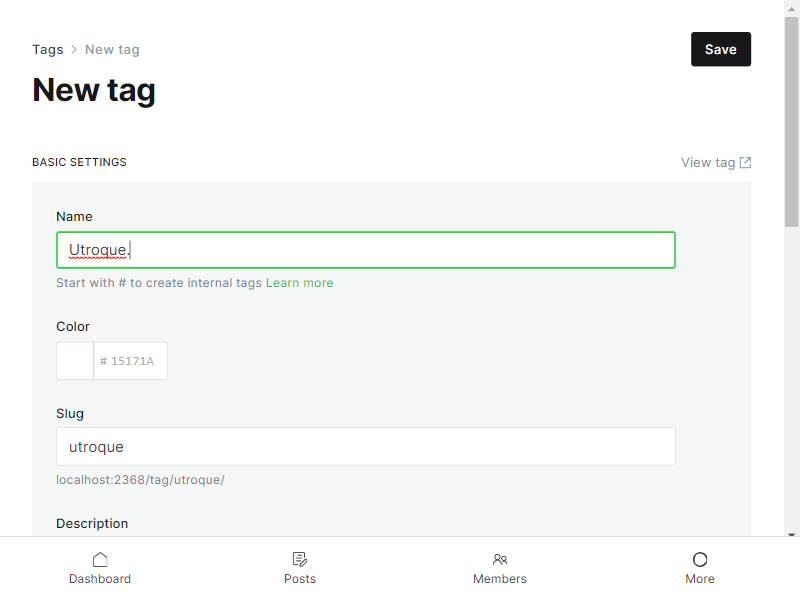 Tags New tag
Save
New tag
BASIC SETTINGS
View tag
Name
Utroque.
Start with # to create internal tags Learn more
Color
# 15171A
Slug
utroque
localhost:2368/tag/utroque/
Description
Dashboard
Posts
Members
More